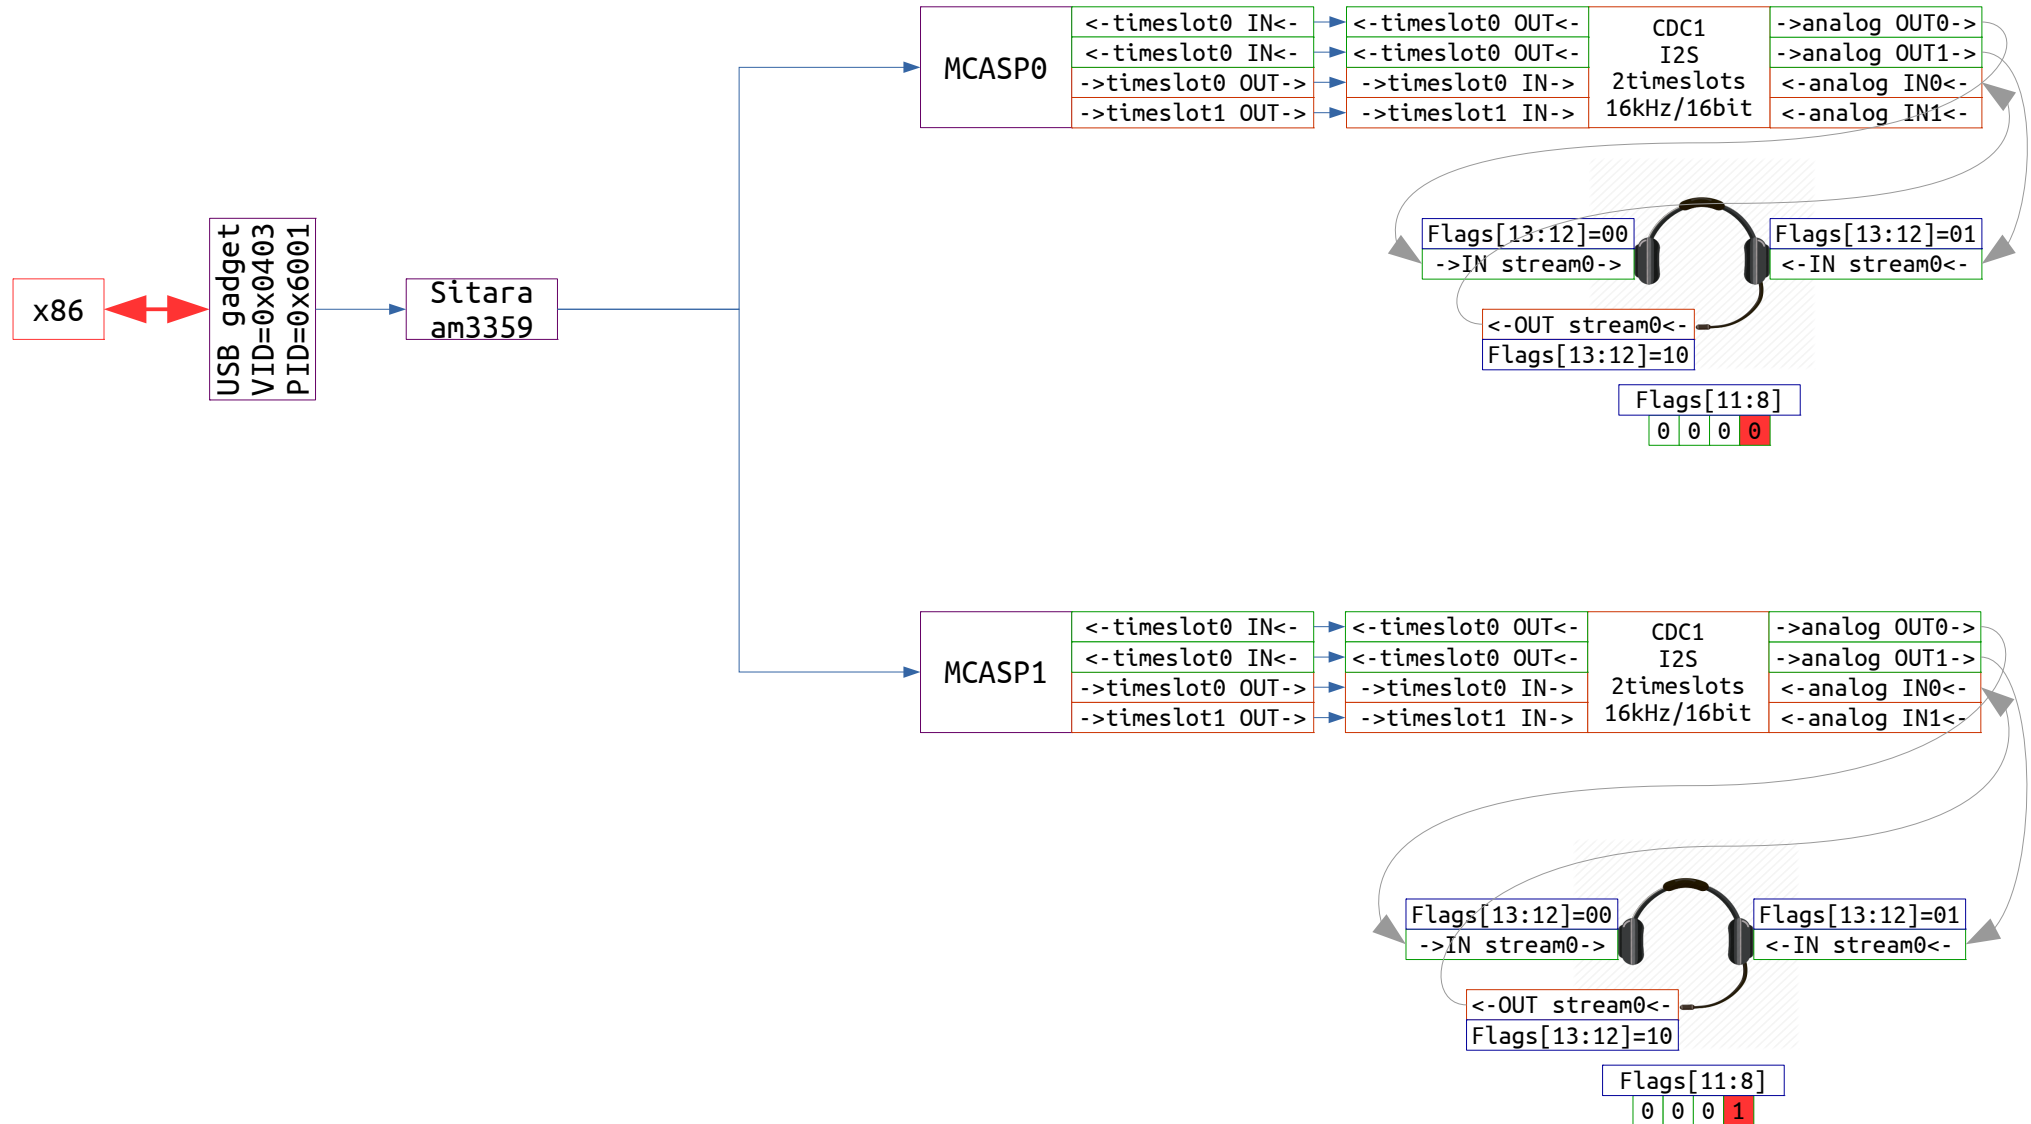 x86
USB gadget
VID=0x0403
PID=0x6001
Sitara
am3359
MCASP0
<-timeslot0 IN<-
<-timeslot0 IN<-
->timeslot0 OUT->
->timeslot1 OUT->
<-timeslot0 OUT<-
<-timeslot0 OUT<-
->timeslot0 IN->
->timeslot1 IN->
CDC1
I2S
2timeslots
16kHz/16bit
->analog OUT0->
->analog OUT1->
<-analog IN0<-
<-analog IN1<-
Flags[13:12]=00
->IN stream0->
Flags[13:12]=01
<-IN stream0<-
<-OUT stream0<-
Flags[13:12]=10
Flags[11:8]
0 0 0 0
MCASP1
<-timeslot0 IN<-
<-timeslot0 IN<-
->timeslot0 OUT->
->timeslot1 OUT->
<-timeslot0 OUT<-
<-timeslot0 OUT<-
->timeslot0 IN->
->timeslot1 IN->
CDC1
I2S
2timeslots
16kHz/16bit
->analog OUT0->
->analog OUT1->
<-analog IN0<-
<-analog IN1<-
Flags[13:12]=00
->IN stream0->
Flags[13:12]=01
<-IN stream0<-
<-OUT stream0<-
Flags[13:12]=10
Flags[11:8]
0 0 0 1